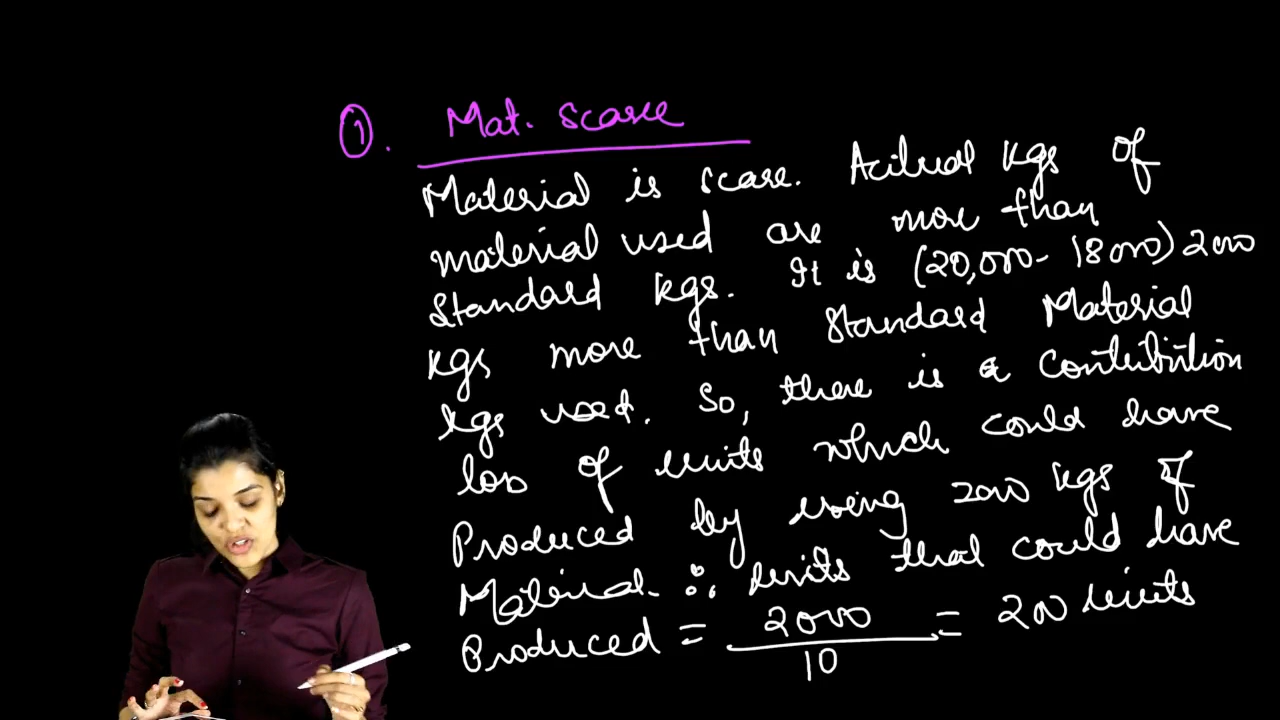 ① . Mat. Scarce
Material is scare. Actual kgs of
material used are more than
Standard kgs. It is (20,000 - 18000) 2000
kgs more than Standard Material
kgs used. So, there is a contribution
loss of units which could have
Produced by using 2000 kgs of
Material ∴ units that could have
Produced = 2000 / 10 = 200 units